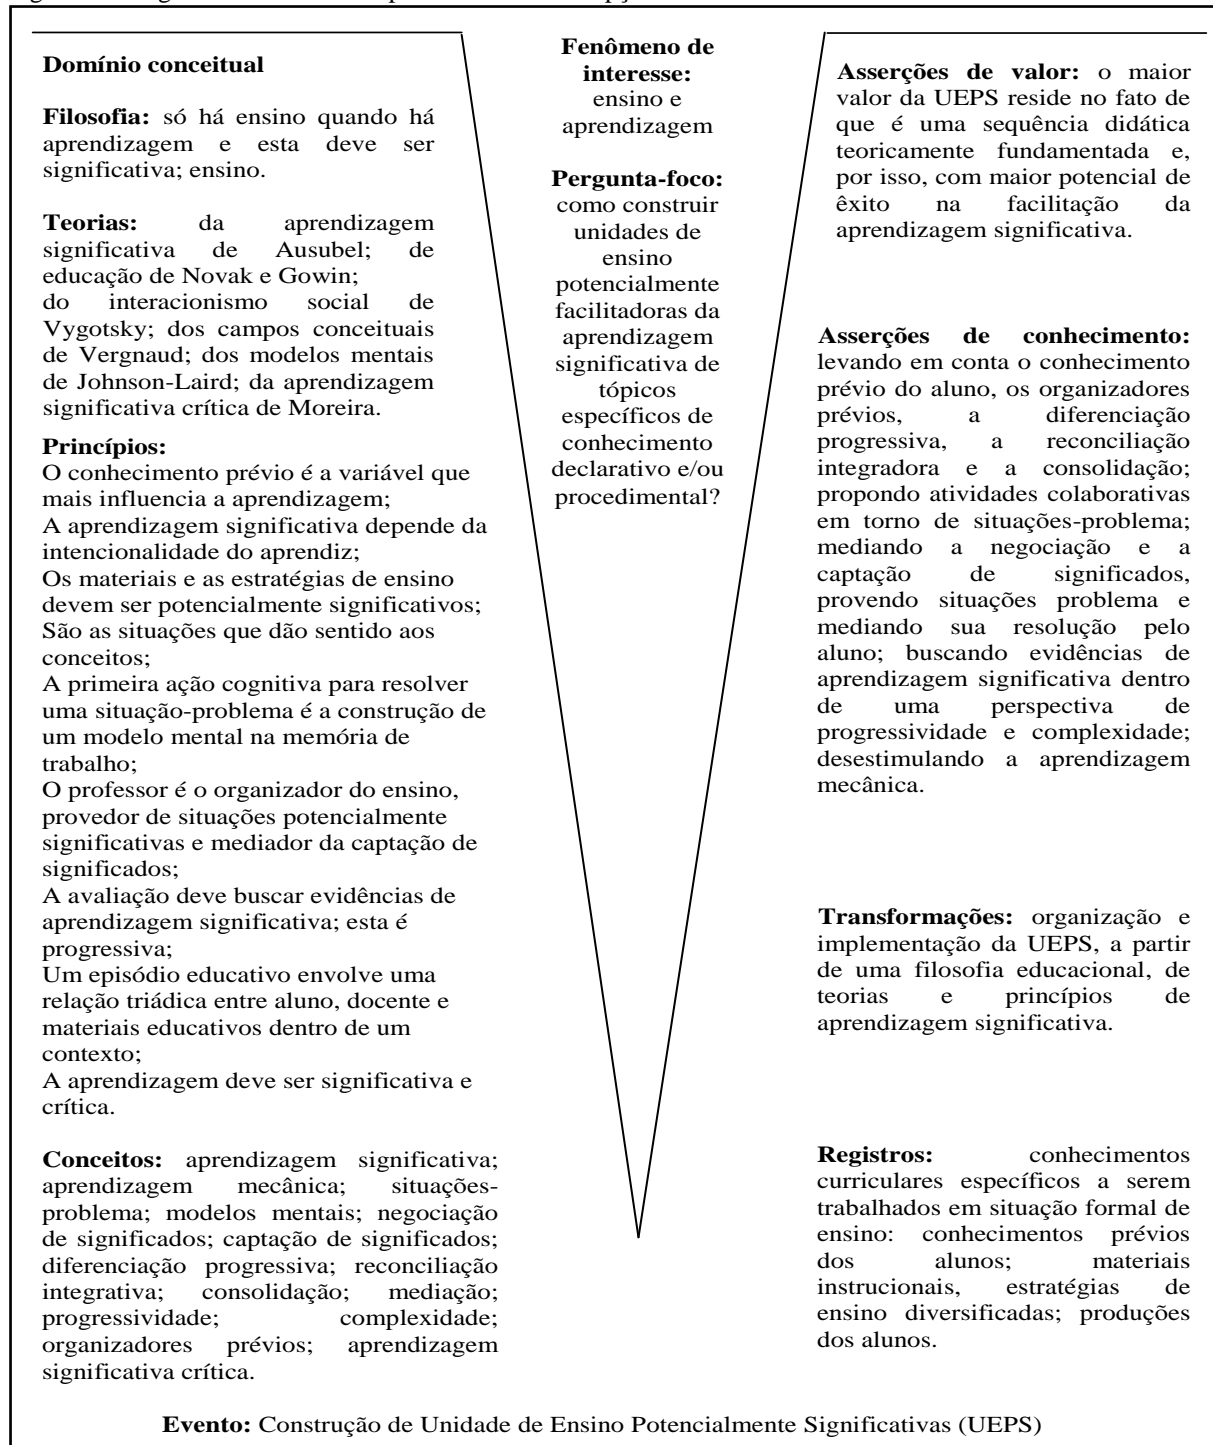 Domínio conceitual
Filosofia: só há ensino quando há
aprendizagem e esta deve ser
significativa; ensino.
Teorias: da aprendizagem
significativa de Ausubel; de
educação de Novak e Gowin;
do interacionismo social de
Vygotsky; dos campos conceituais
de Vergnaud; dos modelos mentais
de Johnson-Laird; da aprendizagem
significativa crítica de Moreira.
Princípios:
O conhecimento prévio é a variável que
mais influencia a aprendizagem;
A aprendizagem significativa depende da
intencionalidade do aprendiz;
Os materiais e as estratégias de ensino
devem ser potencialmente significativos;
São as situações que dão sentido aos
conceitos;
A primeira ação cognitiva para resolver
uma situação-problema é a construção de
um modelo mental na memória de
trabalho;
O professor é o organizador do ensino,
provedor de situações potencialmente
significativas e mediador da captação de
significados;
A avaliação deve buscar evidências de
aprendizagem significativa; esta é
progressiva;
Um episódio educativo envolve uma
relação triádica entre aluno, docente e
materiais educativos dentro de um
contexto;
A aprendizagem deve ser significativa e
crítica.
Conceitos: aprendizagem significativa;
aprendizagem mecânica; situações-
problema; modelos mentais; negociação
de significados; captação de significados;
diferenciação progressiva; reconciliação
integrativa; consolidação; mediação;
progressividade; complexidade;
organizadores prévios; aprendizagem
significativa crítica.
Fenômeno de
interesse:
ensino e
aprendizagem
Pergunta-foco:
como construir
unidades de
ensino
potencialmente
facilitadoras da
aprendizagem
significativa de
tópicos
específicos de
conhecimento
declarativo e/ou
procedimental?
Asserções de valor: o maior
valor da UEPS reside no fato de
que é uma sequência didática
teoricamente fundamentada e,
por isso, com maior potencial de
êxito na facilitação da
aprendizagem significativa.
Asserções de conhecimento:
levando em conta o conhecimento
prévio do aluno, os organizadores
prévios, a diferenciação
progressiva, a reconciliação
integradora e a consolidação;
propondo atividades colaborativas
em torno de situações-problema;
mediando a negociação e a
captação de significados,
provendo situações problema e
mediando sua resolução pelo
aluno; buscando evidências de
aprendizagem significativa dentro
de uma perspectiva de
progressividade e complexidade;
desestimulando a aprendizagem
mecânica.
Transformações: organização e
implementação da UEPS, a partir
de uma filosofia educacional, de
teorias e princípios de
aprendizagem significativa.
Registros: conhecimentos
curriculares específicos a serem
trabalhados em situação formal de
ensino: conhecimentos prévios
dos alunos; materiais
instrucionais, estratégias de
ensino diversificadas; produções
dos alunos.
Evento: Construção de Unidade de Ensino Potencialmente Significativas (UEPS)